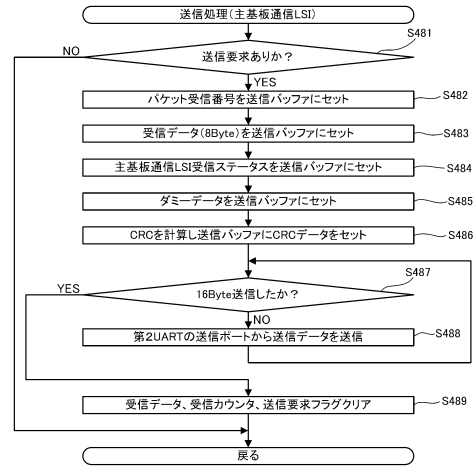 送信処理(主基板通信LSI)
S481
送信要求ありか?
NO
YES
S482
パケット受信番号を送信バッファにセット
S483
受信データ(8Byte)を送信バッファにセット
S484
主基板通信LSI受信ステータスを送信バッファにセット
S485
ダミーデータを送信バッファにセット
S486
CRCを計算し送信バッファにCRCデータをセット
S487
16Byte送信したか?
YES
NO
S488
第2UARTの送信ポートから送信データを送信
S489
受信データ、受信カウンタ、送信要求フラグクリア
戻る